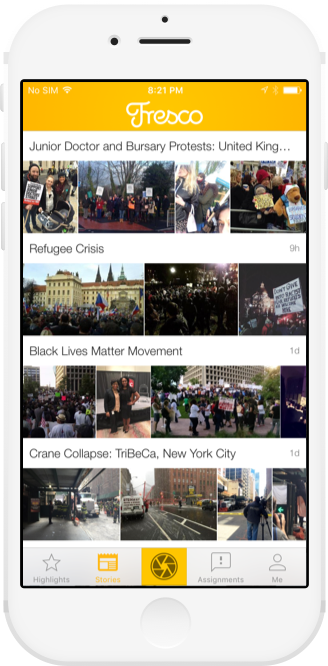 No SIM 8:21 PM
Fresco
Junior Doctor and Bursary Protests: United King…
Refugee Crisis 9h
Black Lives Matter Movement 1d
Crane Collapse: TriBeCa, New York City 1d
Highlights Stories Assignments Me